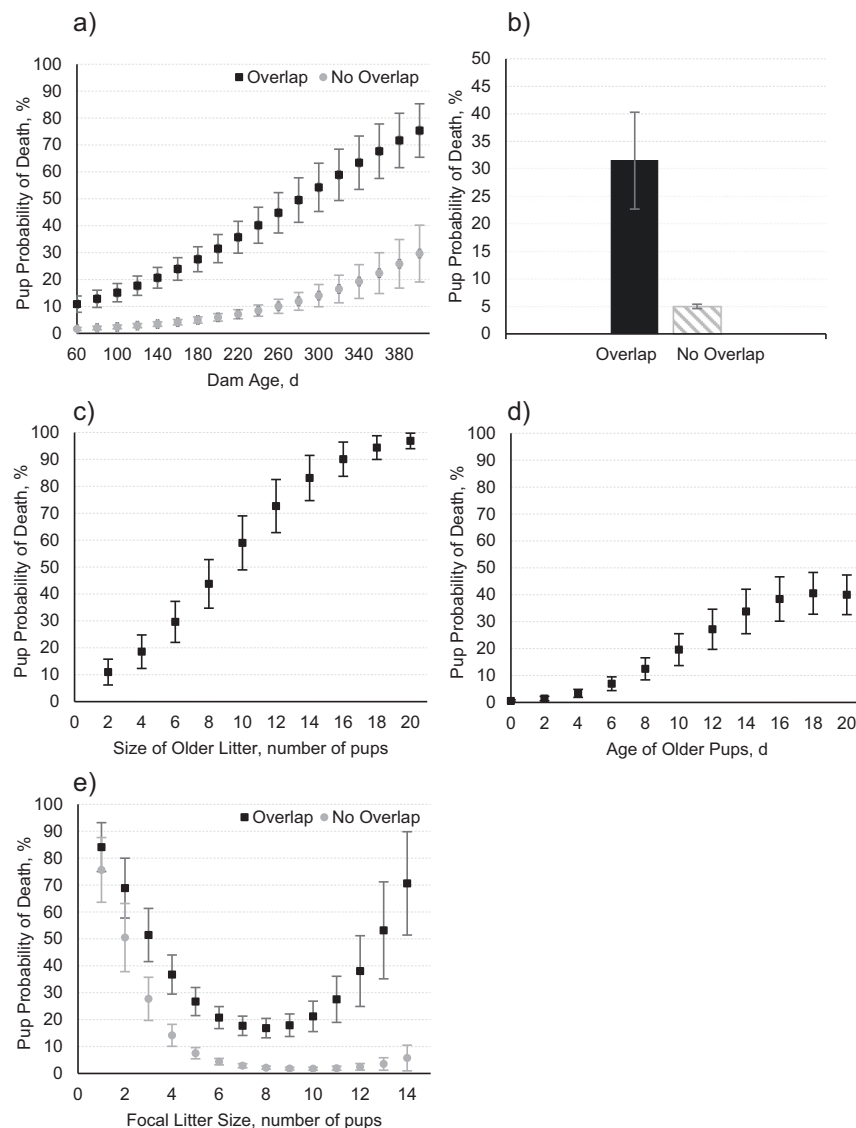 a)
Pup Probability of Death, %
100
90
80
70
60
50
40
30
20
10
0
Overlap No Overlap
60 100 140 180 220 260 300 340 380
Dam Age, d
b)
Pup Probability of Death, %
50
45
40
35
30
25
20
15
10
5
0
Overlap No Overlap
c)
Pup Probability of Death, %
100
90
80
70
60
50
40
30
20
10
0
0 2 4 6 8 10 12 14 16 18 20
Size of Older Litter, number of pups
d)
Pup Probability of Death, %
100
90
80
70
60
50
40
30
20
10
0
0 2 4 6 8 10 12 14 16 18 20
Age of Older Pups, d
e)
Pup Probability of Death, %
100
90
80
70
60
50
40
30
20
10
0
Overlap No Overlap
0 2 4 6 8 10 12 14
Focal Litter Size, number of pups